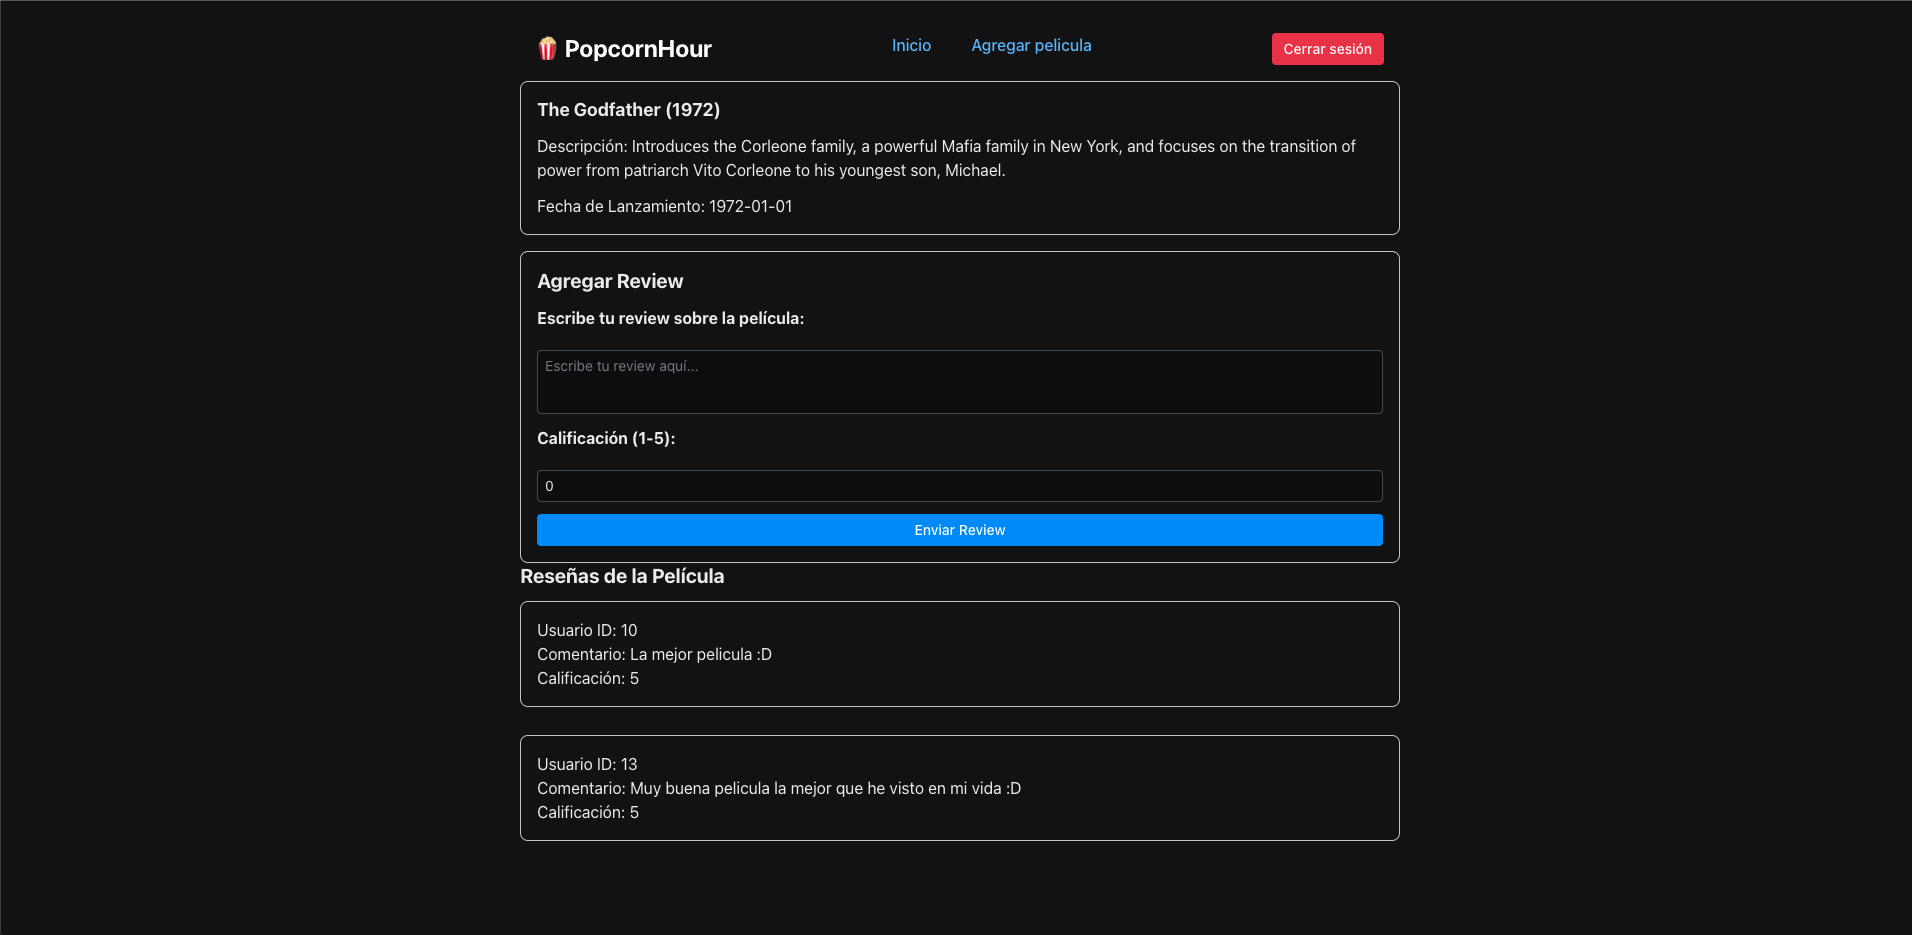 🍿 PopcornHour
Inicio
Agregar pelicula
Cerrar sesión
The Godfather (1972)
Descripción: Introduces the Corleone family, a powerful Mafia family in New York, and focuses on the transition of
power from patriarch Vito Corleone to his youngest son, Michael.
Fecha de Lanzamiento: 1972-01-01
Agregar Review
Escribe tu review sobre la película:
Escribe tu review aquí...
Calificación (1-5):
0
Enviar Review
Reseñas de la Película
Usuario ID: 10
Comentario: La mejor pelicula :D
Calificación: 5
Usuario ID: 13
Comentario: Muy buena pelicula la mejor que he visto en mi vida :D
Calificación: 5